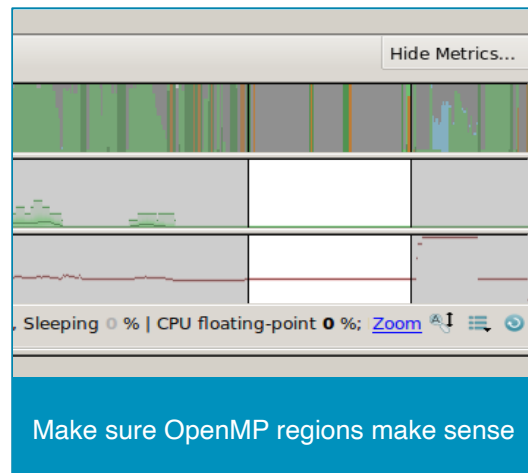 Hide Metrics...
, Sleeping 0 % | CPU floating-point 0 %; Zoom
Make sure OpenMP regions make sense